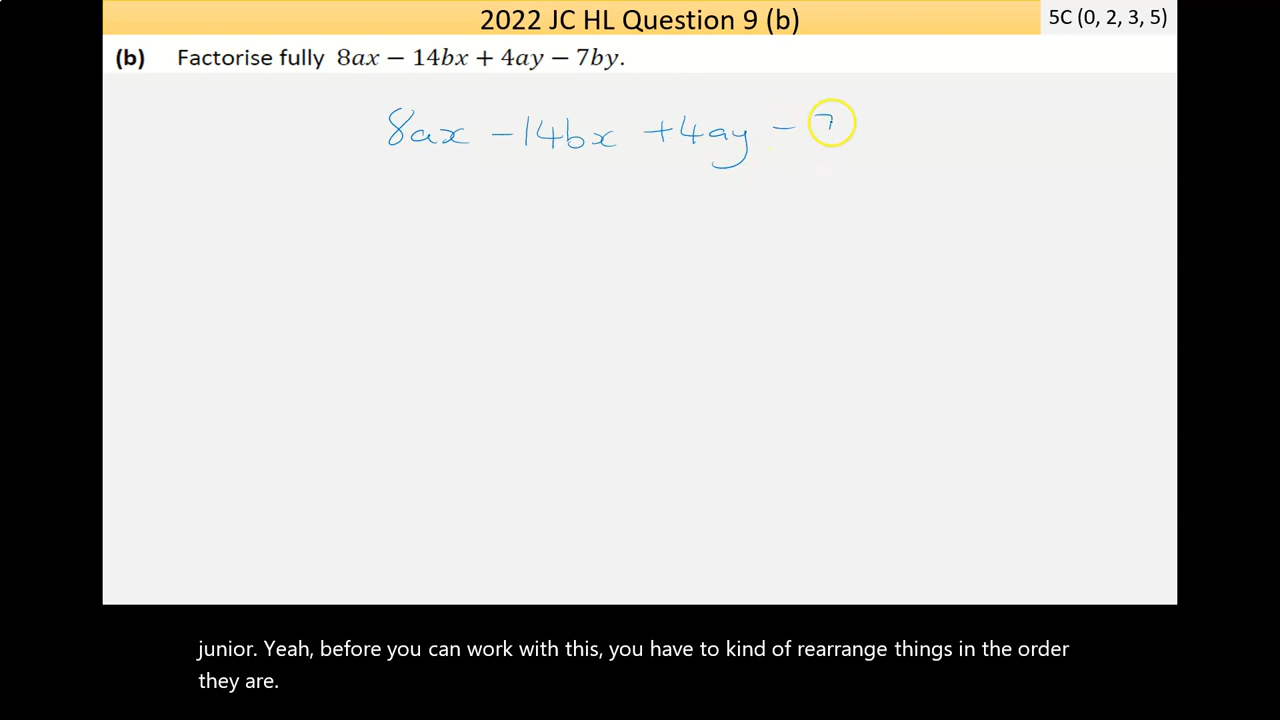 2022 JC HL Question 9 (b)
5C (0, 2, 3, 5)
(b) Factorise fully 8ax − 14bx + 4ay − 7by.
8ax −14bx +4ay − 7
junior. Yeah, before you can work with this, you have to kind of rearrange things in the order
they are.